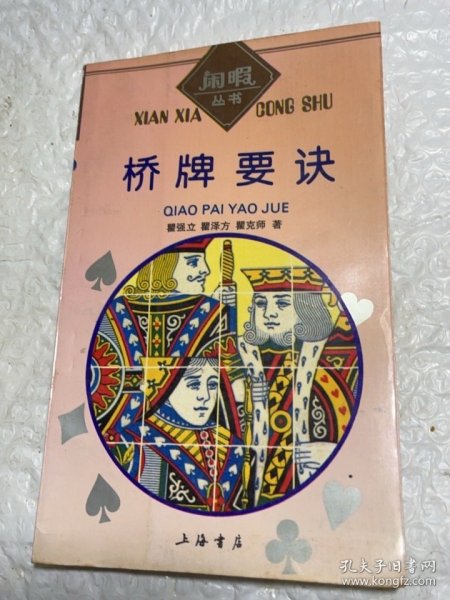 闲暇
丛书
XIAN XIA CONG SHU
桥牌要诀
QIAO PAI YAO JUE
瞿强立 瞿泽方 瞿克师 著
上海书店
孔夫子旧书网
www.kongfz.com